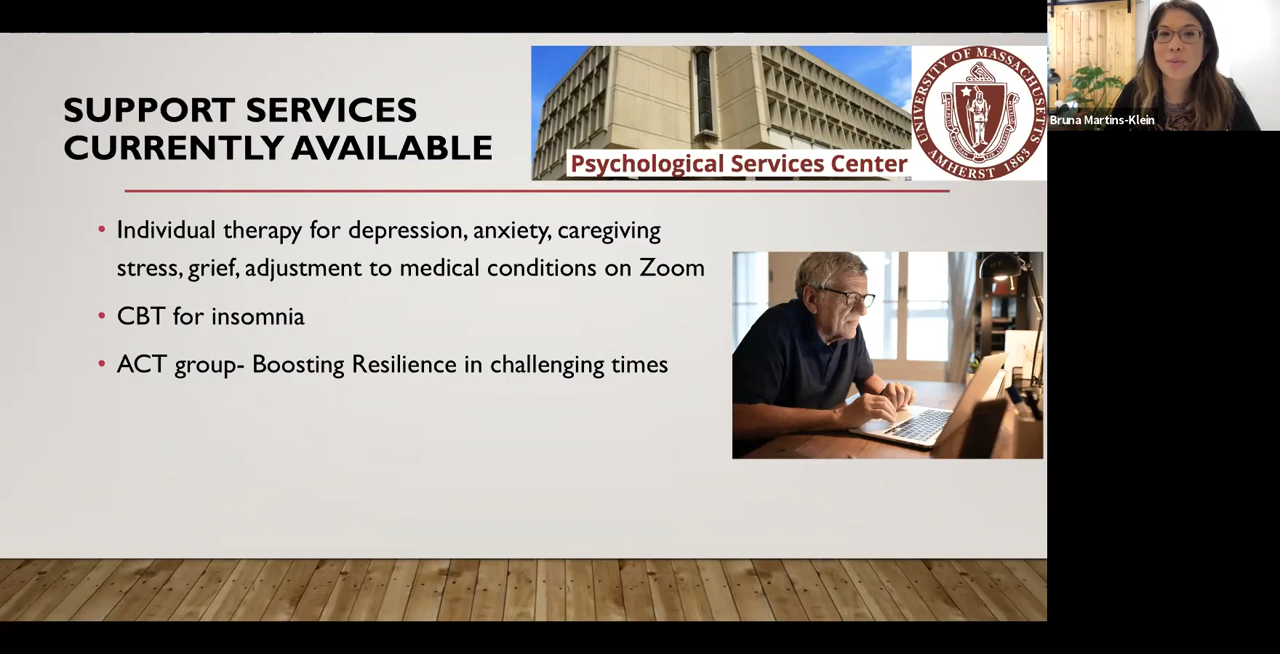 SUPPORT SERVICES
CURRENTLY AVAILABLE
Psychological Services Center
UNIVERSITY OF MASSACHUSETTS
AMHERST 1863
Bruna Martins-Klein
• Individual therapy for depression, anxiety, caregiving
stress, grief, adjustment to medical conditions on Zoom
• CBT for insomnia
• ACT group- Boosting Resilience in challenging times